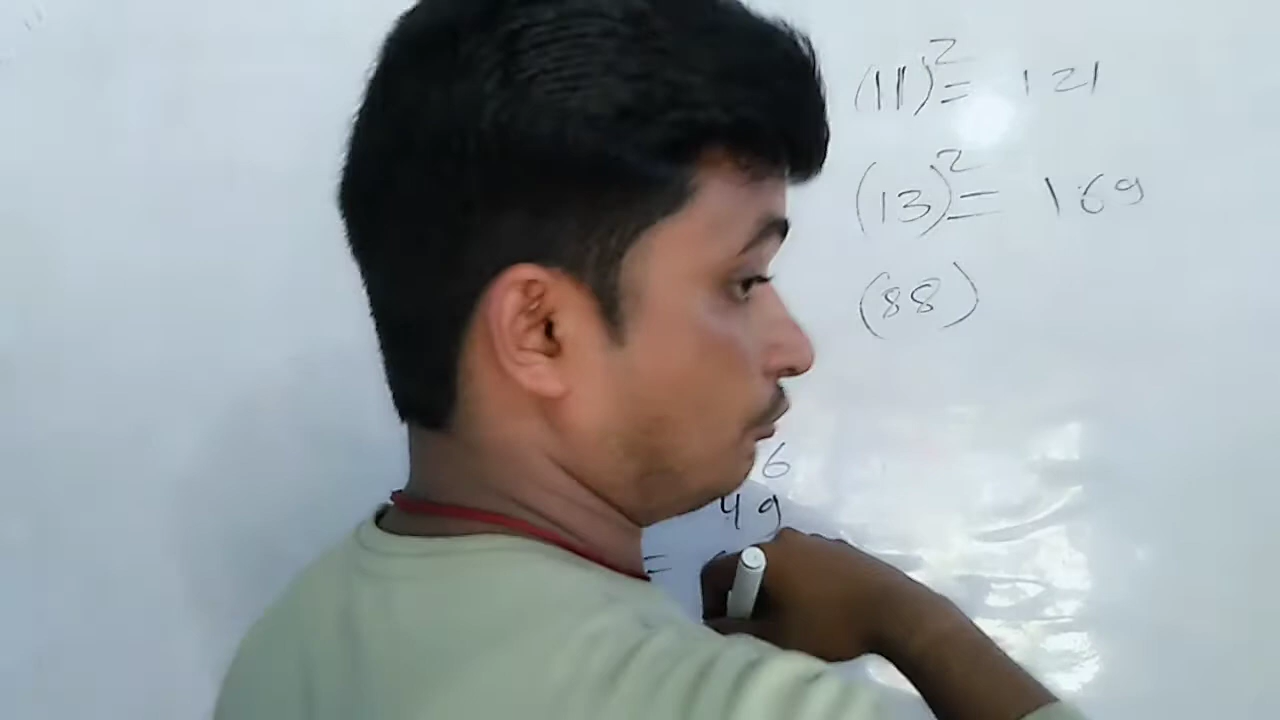 (11)² = 121
(13)² = 169
(88)
6
49
=